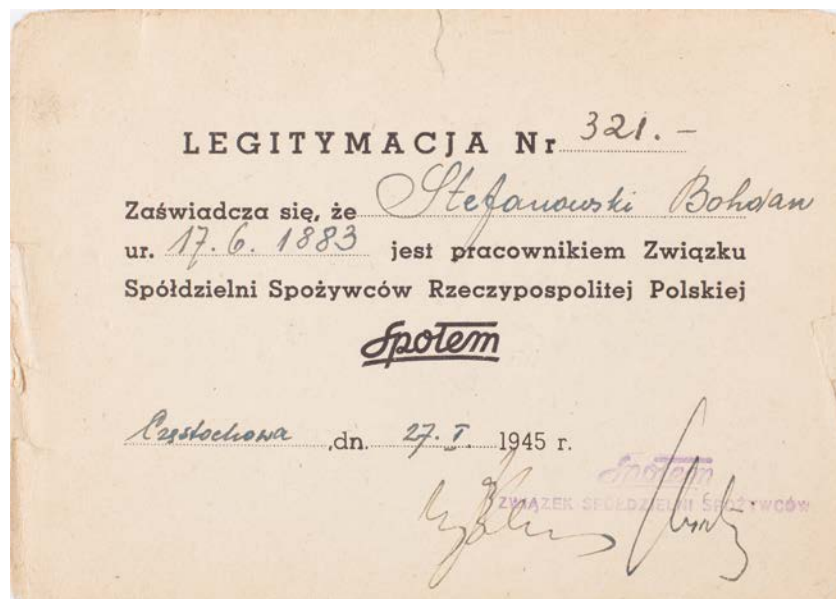 LEGITYMACJA Nr 321.-
Zaświadcza się, że Stefanowski Bohdan
ur. 17.6.1883 jest pracownikiem Związku
Spółdzielni Spożywców Rzeczypospolitej Polskiej
Społem
Częstochowa, dn. 27.I. 1945 r.
Społem
ZWIĄZEK SPÓŁDZIELNI SPOŻYWCÓW